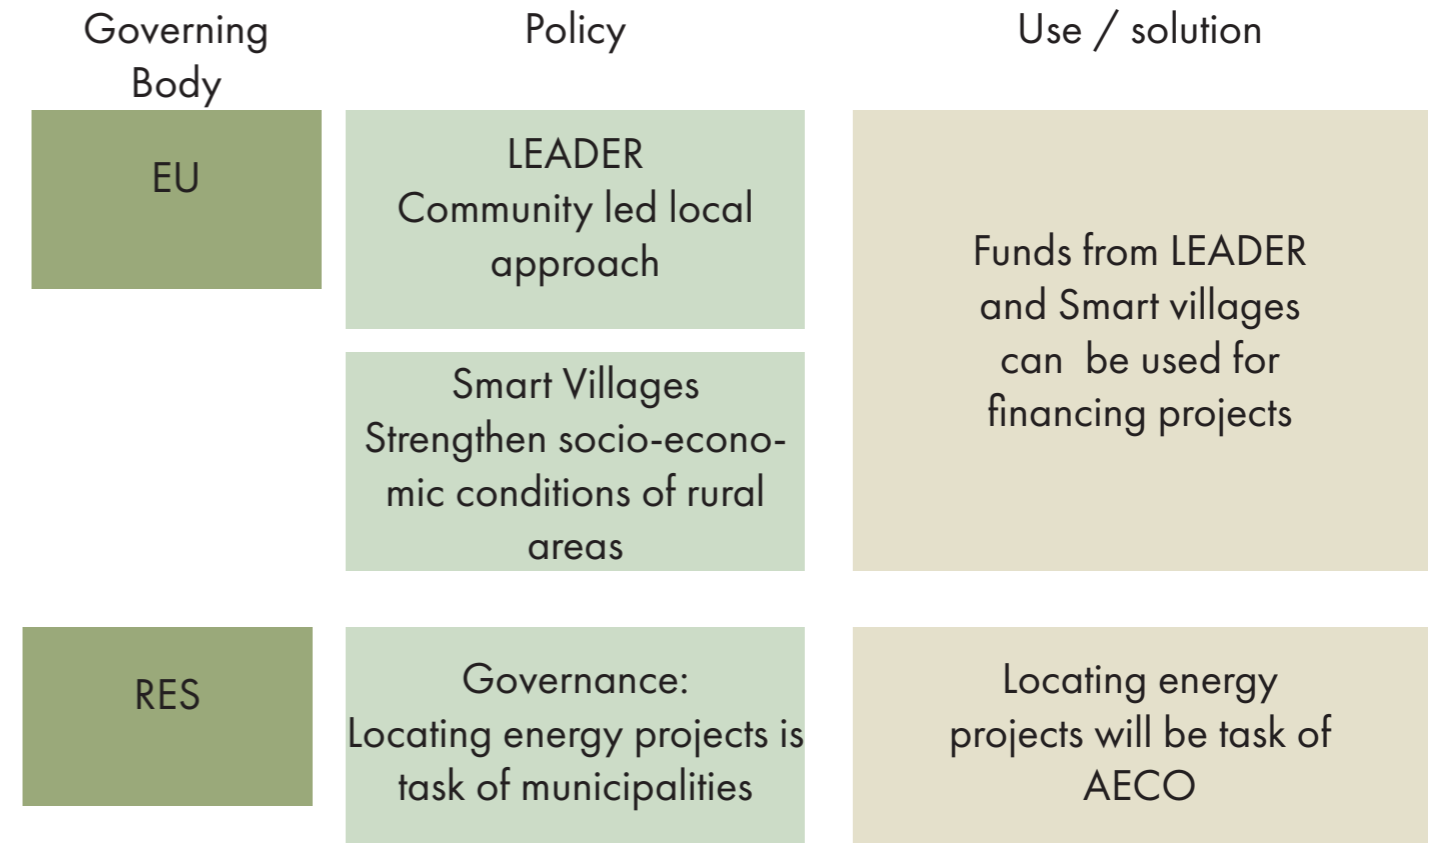 Governing
Body
Policy
Use / solution
EU
LEADER
Community led local
approach
Smart Villages
Strengthen socio-econo-
mic conditions of rural
areas
Funds from LEADER
and Smart villages
can  be used for
financing projects
RES
Governance:
Locating energy projects is
task of municipalities
Locating energy
projects will be task of
AECO